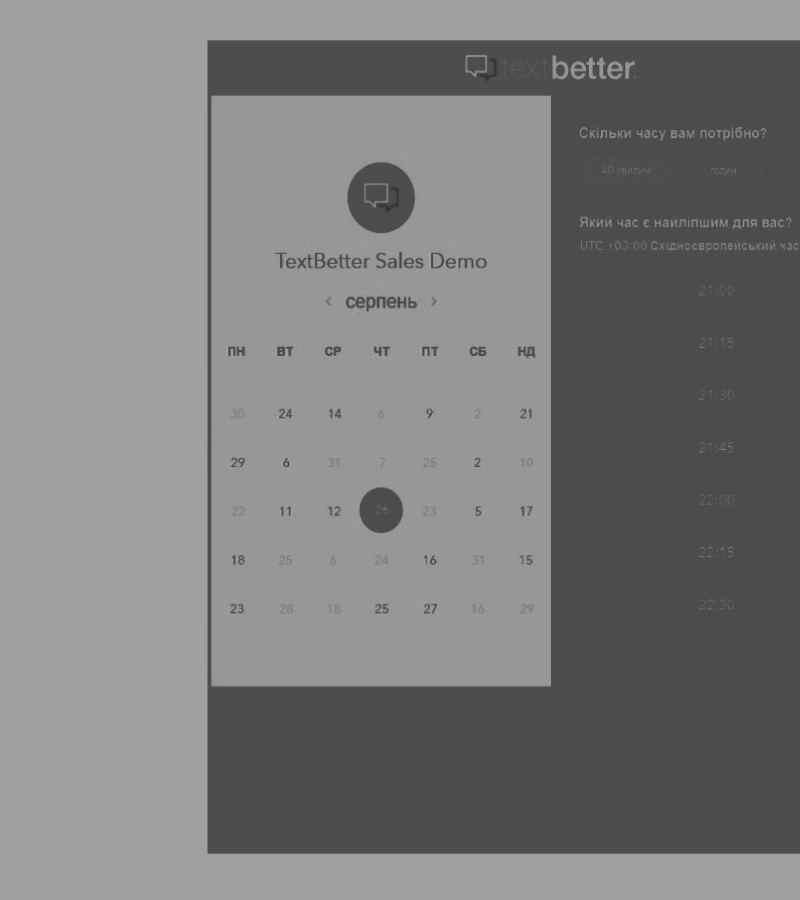 textbetter.
TextBetter Sales Demo
‹ серпень ›
ПН ВТ СР ЧТ ПТ СБ НД
30 24 14 6 9 2 21
29 6 31 7 25 2 10
22 11 12 26 23 5 17
18 25 6 24 16 31 15
23 28 18 25 27 16 29
Скільки часу вам потрібно?
40 хвилин 1 годин
Який час є наиліпшим для вас?
UTC +03:00 Східноєвропейський час
21:00
21:15
21:30
21:45
22:00
22:15
22:30